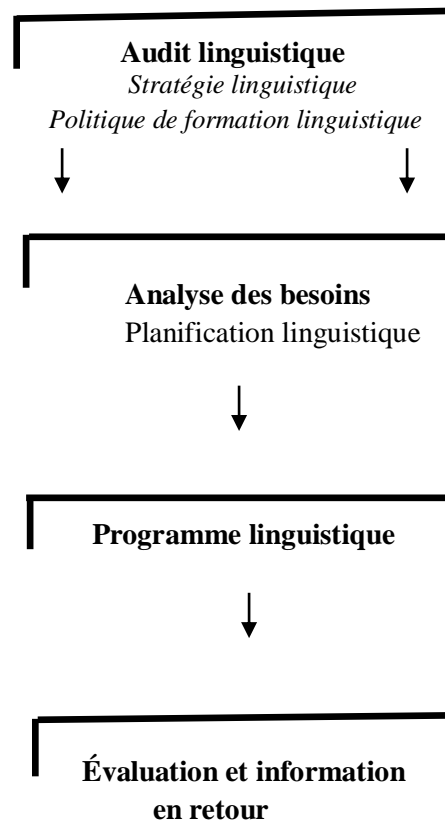 Audit linguistique
Stratégie linguistique
Politique de formation linguistique
Analyse des besoins
Planification linguistique
Programme linguistique
Évaluation et information
en retour